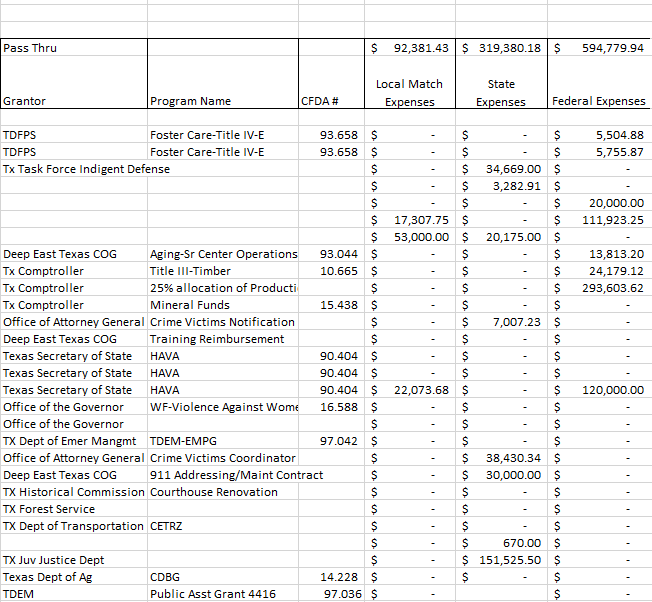 Pass Thru $ 92,381.43 $ 319,380.18 $ 594,779.94
Local Match State
Grantor Program Name CFDA # Expenses Expenses Federal Expenses
TDFPS Foster Care-Title IV-E 93.658 $ - $ - $ 5,504.88
TDFPS Foster Care-Title IV-E 93.658 $ - $ - $ 5,755.87
Tx Task Force Indigent Defense $ - $ 34,669.00 $ -
$ - $ 3,282.91 $ -
$ - $ - $ 20,000.00
$ 17,307.75 $ - $ 111,923.25
$ 53,000.00 $ 20,175.00 $ -
Deep East Texas COG Aging-Sr Center Operations 93.044 $ - $ - $ 13,813.20
Tx Comptroller Title III-Timber 10.665 $ - $ - $ 24,179.12
Tx Comptroller 25% allocation of Producti $ - $ - $ 293,603.62
Tx Comptroller Mineral Funds 15.438 $ - $ - $ -
Office of Attorney General Crime Victims Notification $ - $ 7,007.23 $ -
Deep East Texas COG Training Reimbursement $ - $ - $ -
Texas Secretary of State HAVA 90.404 $ - $ - $ -
Texas Secretary of State HAVA 90.404 $ - $ - $ -
Texas Secretary of State HAVA 90.404 $ 22,073.68 $ - $ 120,000.00
Office of the Governor WF-Violence Against Wome 16.588 $ - $ - $ -
Office of the Governor $ - $ - $ -
TX Dept of Emer Mangmt TDEM-EMPG 97.042 $ - $ - $ -
Office of Attorney General Crime Victims Coordinator $ - $ 38,430.34 $ -
Deep East Texas COG 911 Addressing/Maint Contract $ - $ 30,000.00 $ -
TX Historical Commission Courthouse Renovation $ - $ - $ -
TX Forest Service $ - $ - $ -
TX Dept of Transportation CETRZ $ - $ - $ -
$ - $ 670.00 $ -
TX Juv Justice Dept $ - $ 151,525.50 $ -
Texas Dept of Ag CDBG 14.228 $ - $ - $ -
TDEM Public Asst Grant 4416 97.036 $ - $ -